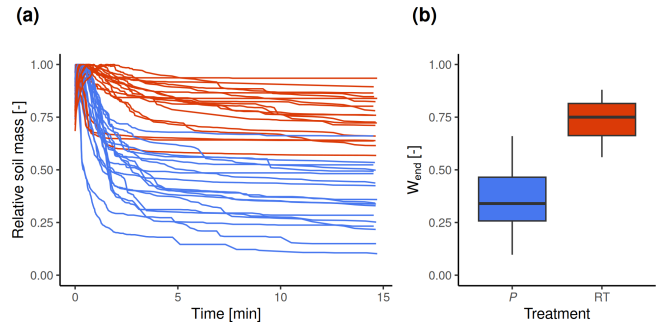 (a)
(b)
Relative soil mass [-]
1.00
0.75
0.50
0.25
0.00
0
5
10
15
Time [min]
Wend [-]
1.00
0.75
0.50
0.25
0.00
P
RT
Treatment